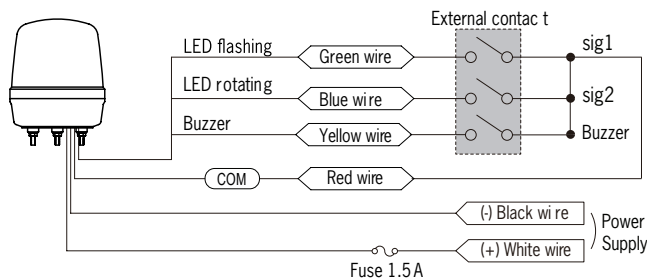 External contac t
LED flashing
Green wire
sig1
LED rotating
Blue wire
sig2
Buzzer
Yellow wire
Buzzer
COM
Red wire
(-) Black wi re
Power
Supply
(+) White wire
Fuse 1.5 A